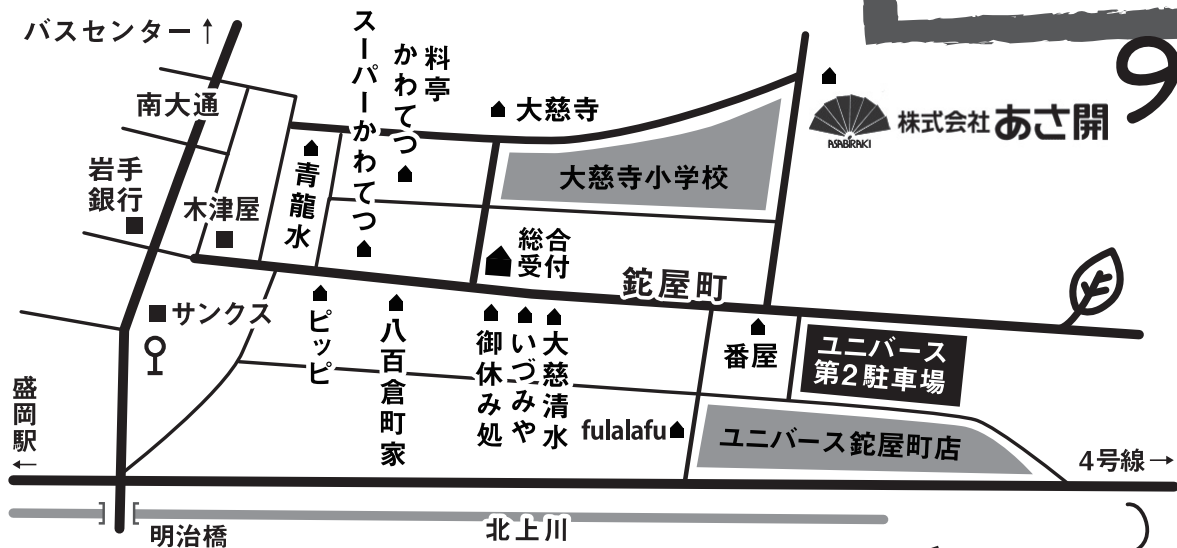 バスセンター↑
南大通
岩手
銀行
木津屋
青龍水
スーパーかわてつ
料亭
かわてつ
大慈寺
大慈寺小学校
ASABIRAKI
株式会社あさ開
総合
受付
鉈屋町
サンクス
ピッピ
八百倉町家
御休み処
いづみや
大慈清水
番屋
ユニバース
第2駐車場
fulalafu
ユニバース鉈屋町店
盛岡駅
←
4号線→
明治橋
北上川